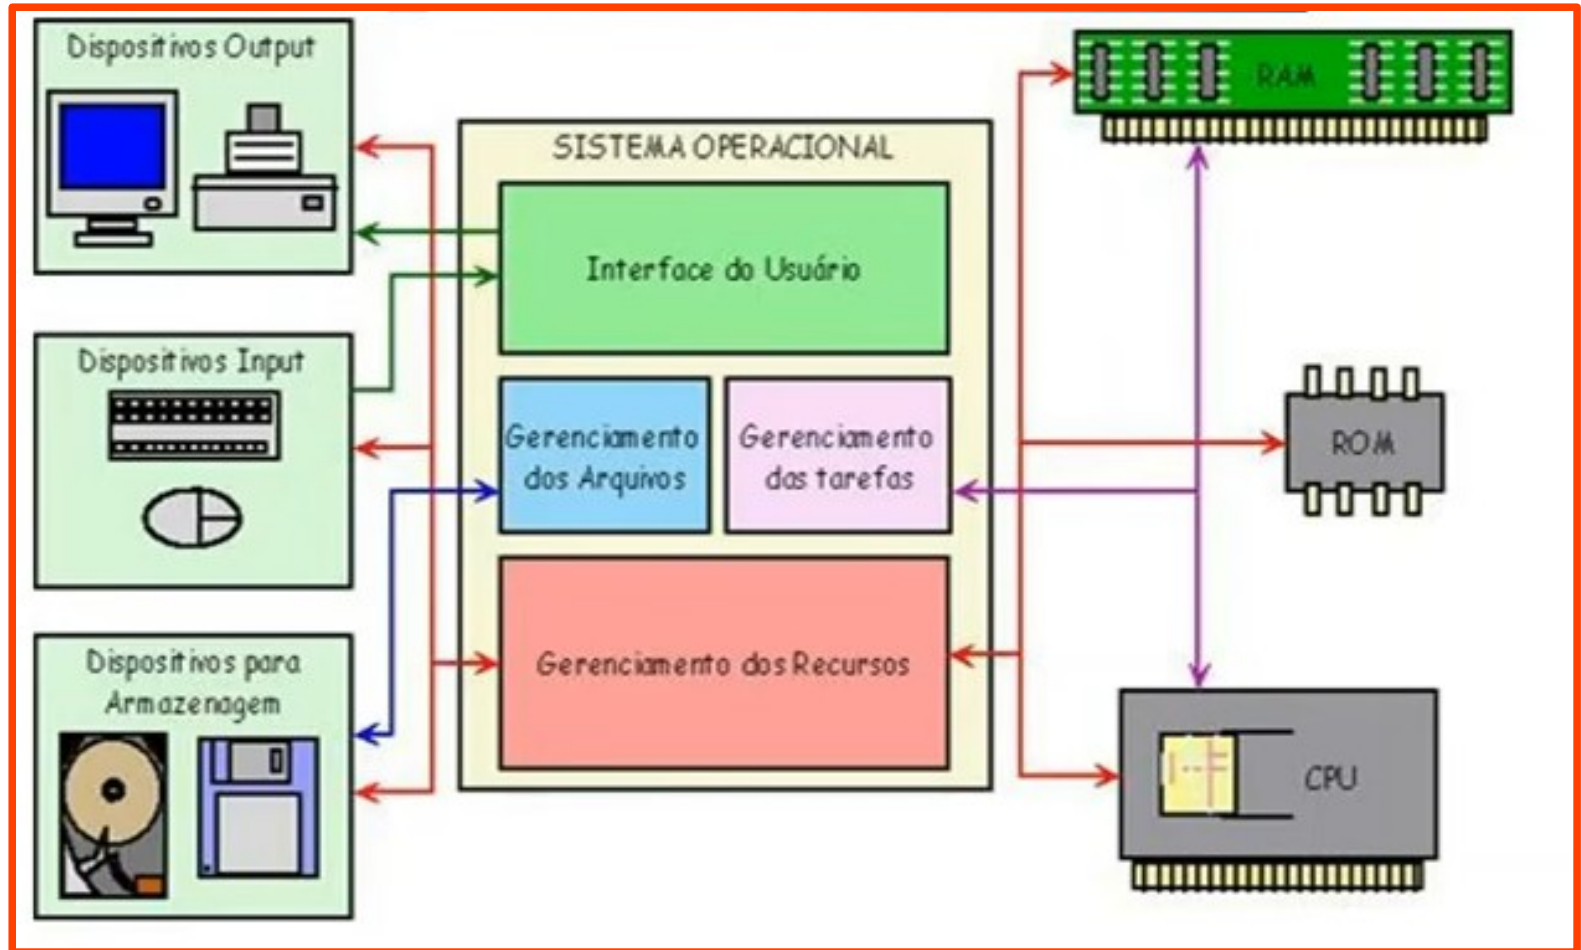 Dispositivos Output
RAM
SISTEMA OPERACIONAL
Interface do Usuário
Dispositivos Input
Gerenciamento
dos Arquivos
Gerenciamento
das tarefas
ROM
Dispositivos para
Armazenagem
Gerenciamento dos Recursos
CPU